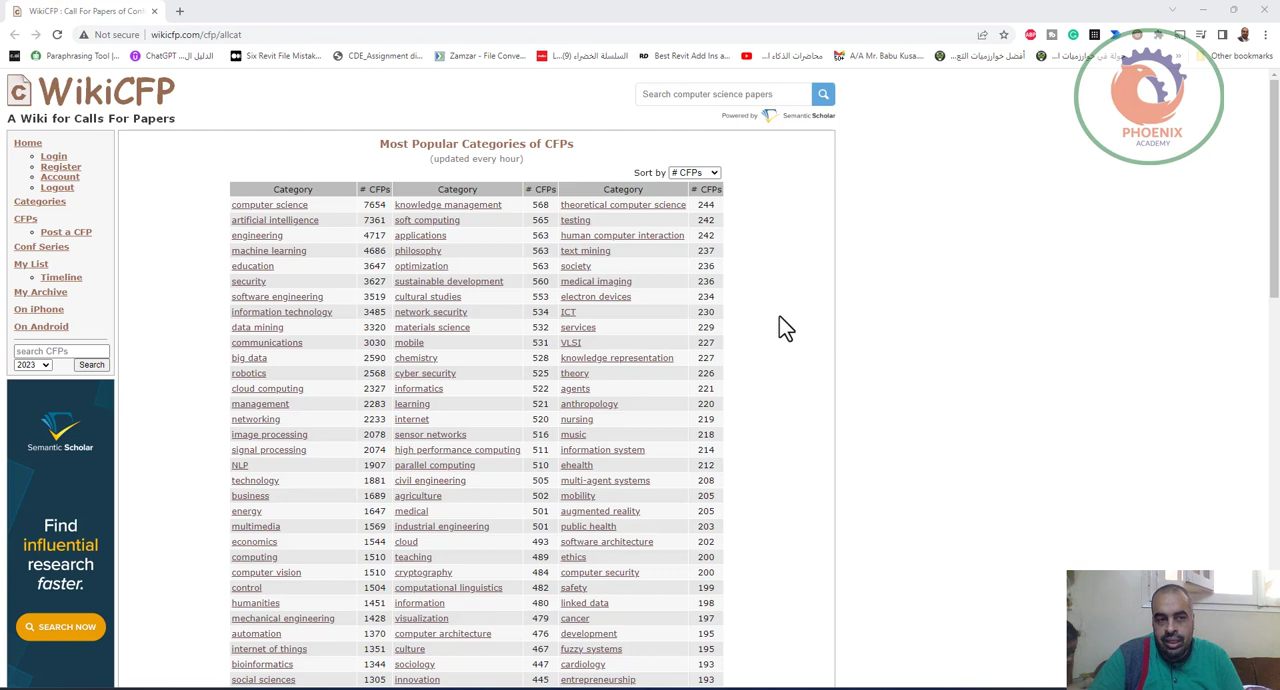 WikiCFP : Call For Papers of Conf
Not secure wikicfp.com/cfp/allcat
Paraphrasing Tool |... ChatGPT الدليل ال... Six Revit File Mistak... CDE_Assignment di... Zamzar - File Conve... السلسلة الخضراء (9)... Best Revit Add Ins a... محاضرات الذكاء ا... A/A Mr. Babu Kusa... أفضل خوارزميات التع... Other bookmarks
WikiCFP
A Wiki for Calls For Papers
Search computer science papers
Powered by Semantic Scholar
PHOENIX
ACADEMY
Home
Login
Register
Account
Logout
Categories
CFPs
Post a CFP
Conf Series
My List
Timeline
My Archive
On iPhone
On Android
search CFPs
2023 Search
Semantic Scholar
Find
influential
research
faster.
SEARCH NOW
Most Popular Categories of CFPs
(updated every hour)
Sort by # CFPs
Category # CFPs Category # CFPs Category # CFPs
computer science 7654 knowledge management 568 theoretical computer science 244
artificial intelligence 7361 soft computing 565 testing 242
engineering 4717 applications 563 human computer interaction 242
machine learning 4686 philosophy 563 text mining 237
education 3647 optimization 563 society 236
security 3627 sustainable development 560 medical imaging 236
software engineering 3519 cultural studies 553 electron devices 234
information technology 3485 network security 534 ICT 230
data mining 3320 materials science 532 services 229
communications 3030 mobile 531 VLSI 227
big data 2590 chemistry 528 knowledge representation 227
robotics 2568 cyber security 525 theory 226
cloud computing 2327 informatics 522 agents 221
management 2283 learning 521 anthropology 220
networking 2233 internet 520 nursing 219
image processing 2078 sensor networks 516 music 218
signal processing 2074 high performance computing 511 information system 214
NLP 1907 parallel computing 510 ehealth 212
technology 1881 civil engineering 505 multi-agent systems 208
business 1689 agriculture 502 mobility 205
energy 1647 medical 501 augmented reality 205
multimedia 1569 industrial engineering 501 public health 203
economics 1544 cloud 493 software architecture 202
computing 1510 teaching 489 ethics 200
computer vision 1510 cryptography 484 computer security 200
control 1504 computational linguistics 482 safety 199
humanities 1451 information 480 linked data 198
mechanical engineering 1428 visualization 479 cancer 197
automation 1370 computer architecture 476 development 195
internet of things 1351 culture 467 fuzzy systems 195
bioinformatics 1344 sociology 447 cardiology 193
social sciences 1305 innovation 445 entrepreneurship 193